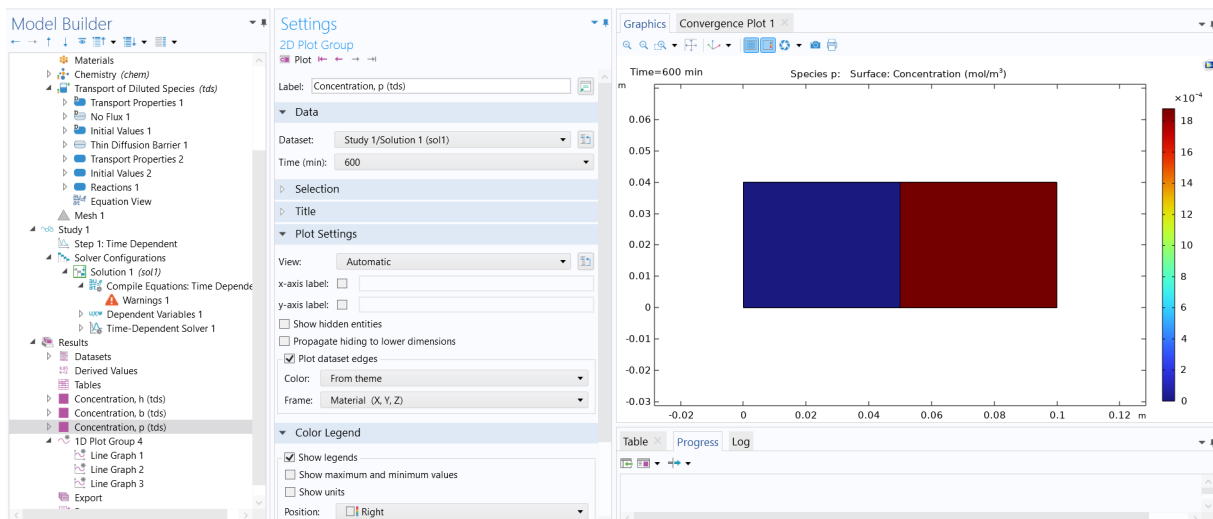 Model Builder
Materials
Chemistry (chem)
Transport of Diluted Species (tds)
Transport Properties 1
No Flux 1
Initial Values 1
Thin Diffusion Barrier 1
Transport Properties 2
Initial Values 2
Reactions 1
Equation View
Mesh 1
Study 1
Step 1: Time Dependent
Solver Configurations
Solution 1 (sol1)
Compile Equations: Time Depende
Warnings 1
Dependent Variables 1
Time-Dependent Solver 1
Results
Datasets
Derived Values
Tables
Concentration, h (tds)
Concentration, b (tds)
Concentration, p (tds)
1D Plot Group 4
Line Graph 1
Line Graph 2
Line Graph 3
Export
Settings
2D Plot Group
Plot
Label: Concentration, p (tds)
Data
Dataset: Study 1/Solution 1 (sol1)
Time (min): 600
Selection
Title
Plot Settings
View: Automatic
x-axis label:
y-axis label:
Show hidden entities
Propagate hiding to lower dimensions
Plot dataset edges
Color: From theme
Frame: Material (X, Y, Z)
Color Legend
Show legends
Show maximum and minimum values
Show units
Position: Right
Graphics Convergence Plot 1
Time=600 min Species p: Surface: Concentration (mol/m³)
m
0.06
0.05
0.04
0.03
0.02
0.01
0
-0.01
-0.02
-0.03
-0.02 0 0.02 0.04 0.06 0.08 0.1 0.12 m
×10⁻⁴
18
16
14
12
10
8
6
4
2
0
Table Progress Log